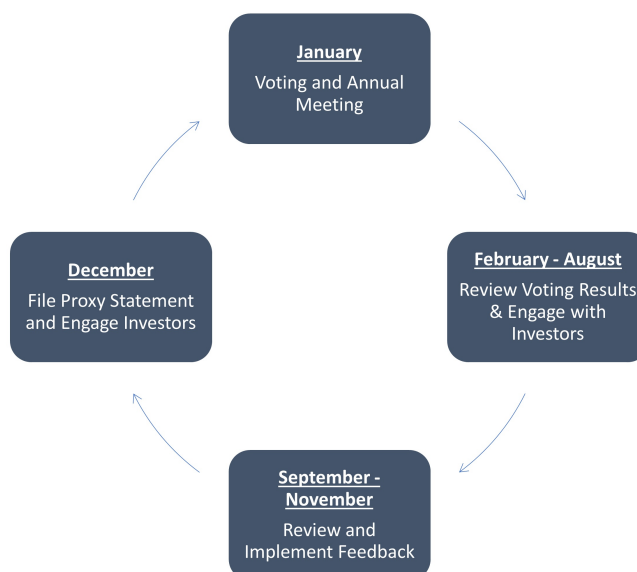 January
Voting and Annual
Meeting
February - August
Review Voting Results
& Engage with
Investors
September -
November
Review and
Implement Feedback
December
File Proxy Statement
and Engage Investors